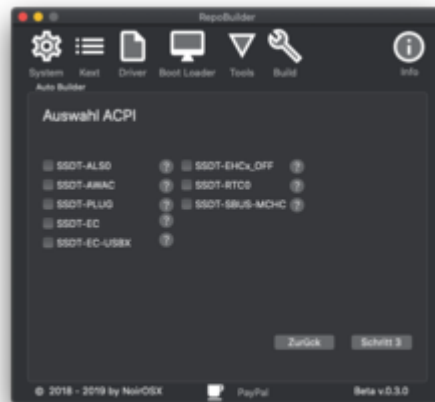 RepoBuilder
System Kext Driver Boot Loader Tools Build Info
Auto Builder
Auswahl ACPI
SSDT-ALS0 ? SSDT-EHCx_OFF ?
SSDT-AWAC ? SSDT-RTC0 ?
SSDT-PLUG ? SSDT-SBUS-MCHC ?
SSDT-EC ?
SSDT-EC-USBX ?
Zurück Schritt 3
© 2018 - 2019 by NoirOSX PayPal Beta v.0.3.0